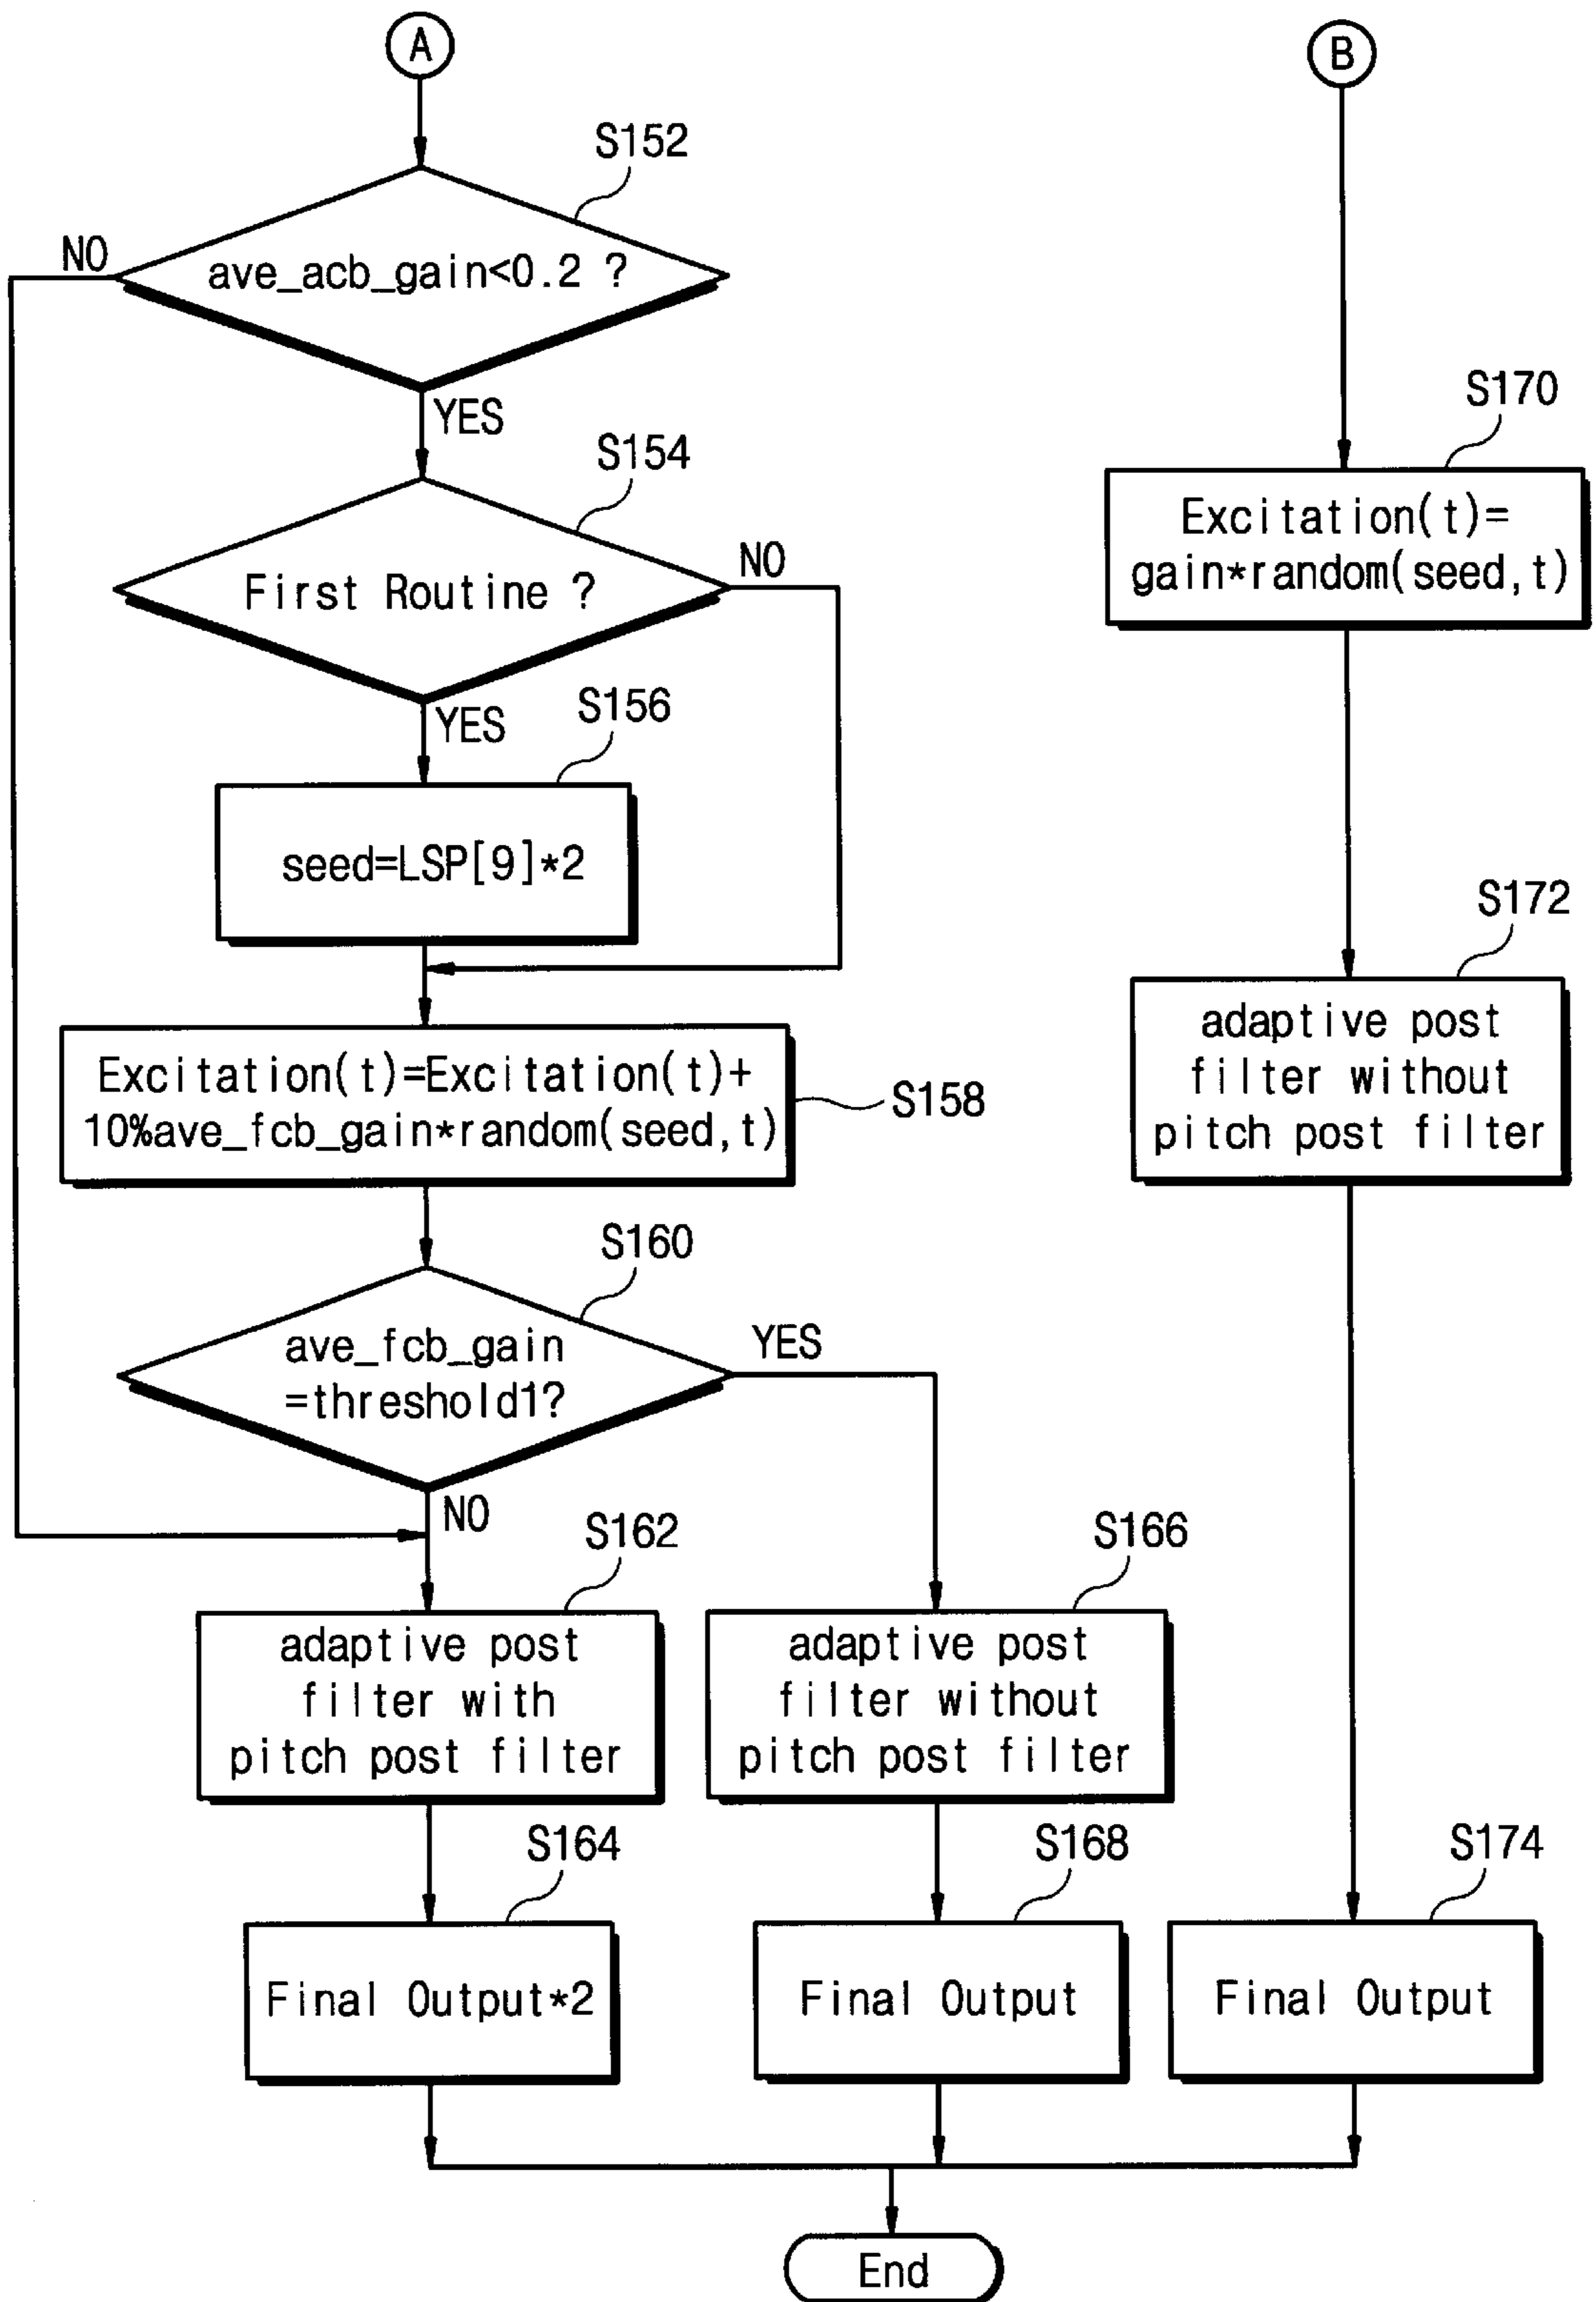 A
S152
NO
ave_acb_gain<0.2 ?
YES
S154
NO
First Routine ?
YES
S156
seed=LSP[9]*2
Excitation(t)=Excitation(t)+
10%ave_fcb_gain*random(seed,t)
S158
S160
ave_fcb_gain
=threshold1?
YES
NO
S162
adaptive post
filter with
pitch post filter
S164
Final Output*2
S166
adaptive post
filter without
pitch post filter
S168
Final Output
B
S170
Excitation(t)=
gain*random(seed,t)
S172
adaptive post
filter without
pitch post filter
S174
Final Output
End